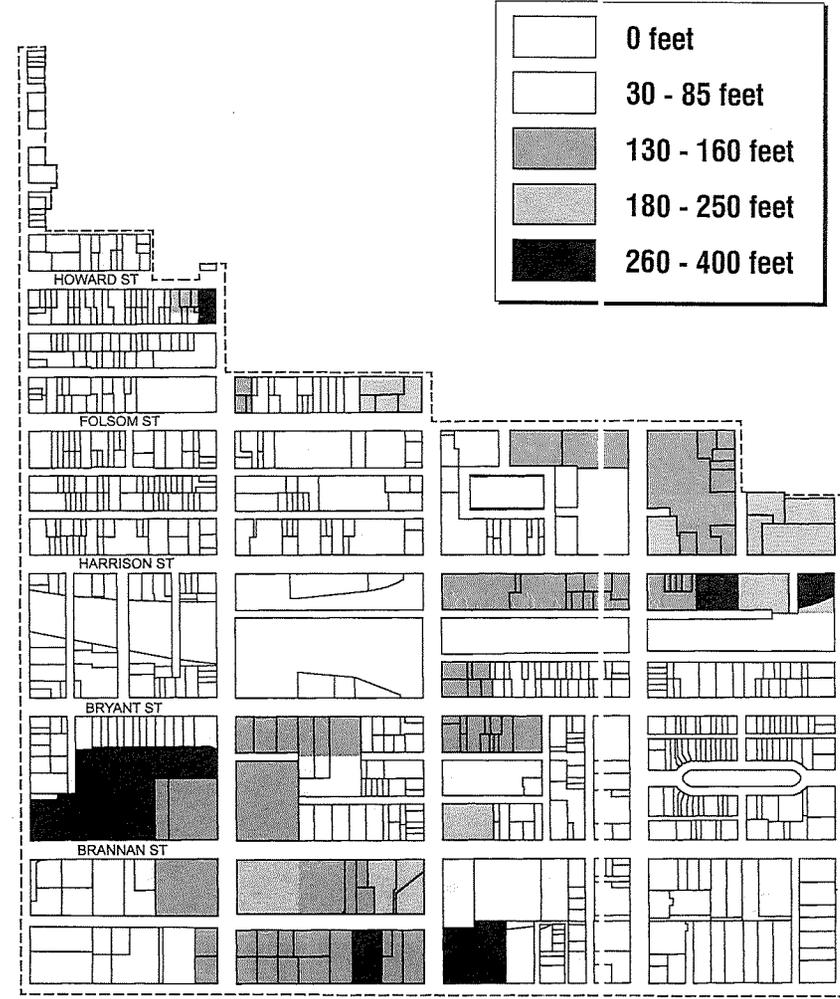 0 feet
30 - 85 feet
130 - 160 feet
180 - 250 feet
260 - 400 feet
HOWARD ST
FOLSOM ST
HARRISON ST
BRYANT ST
BRANNAN ST